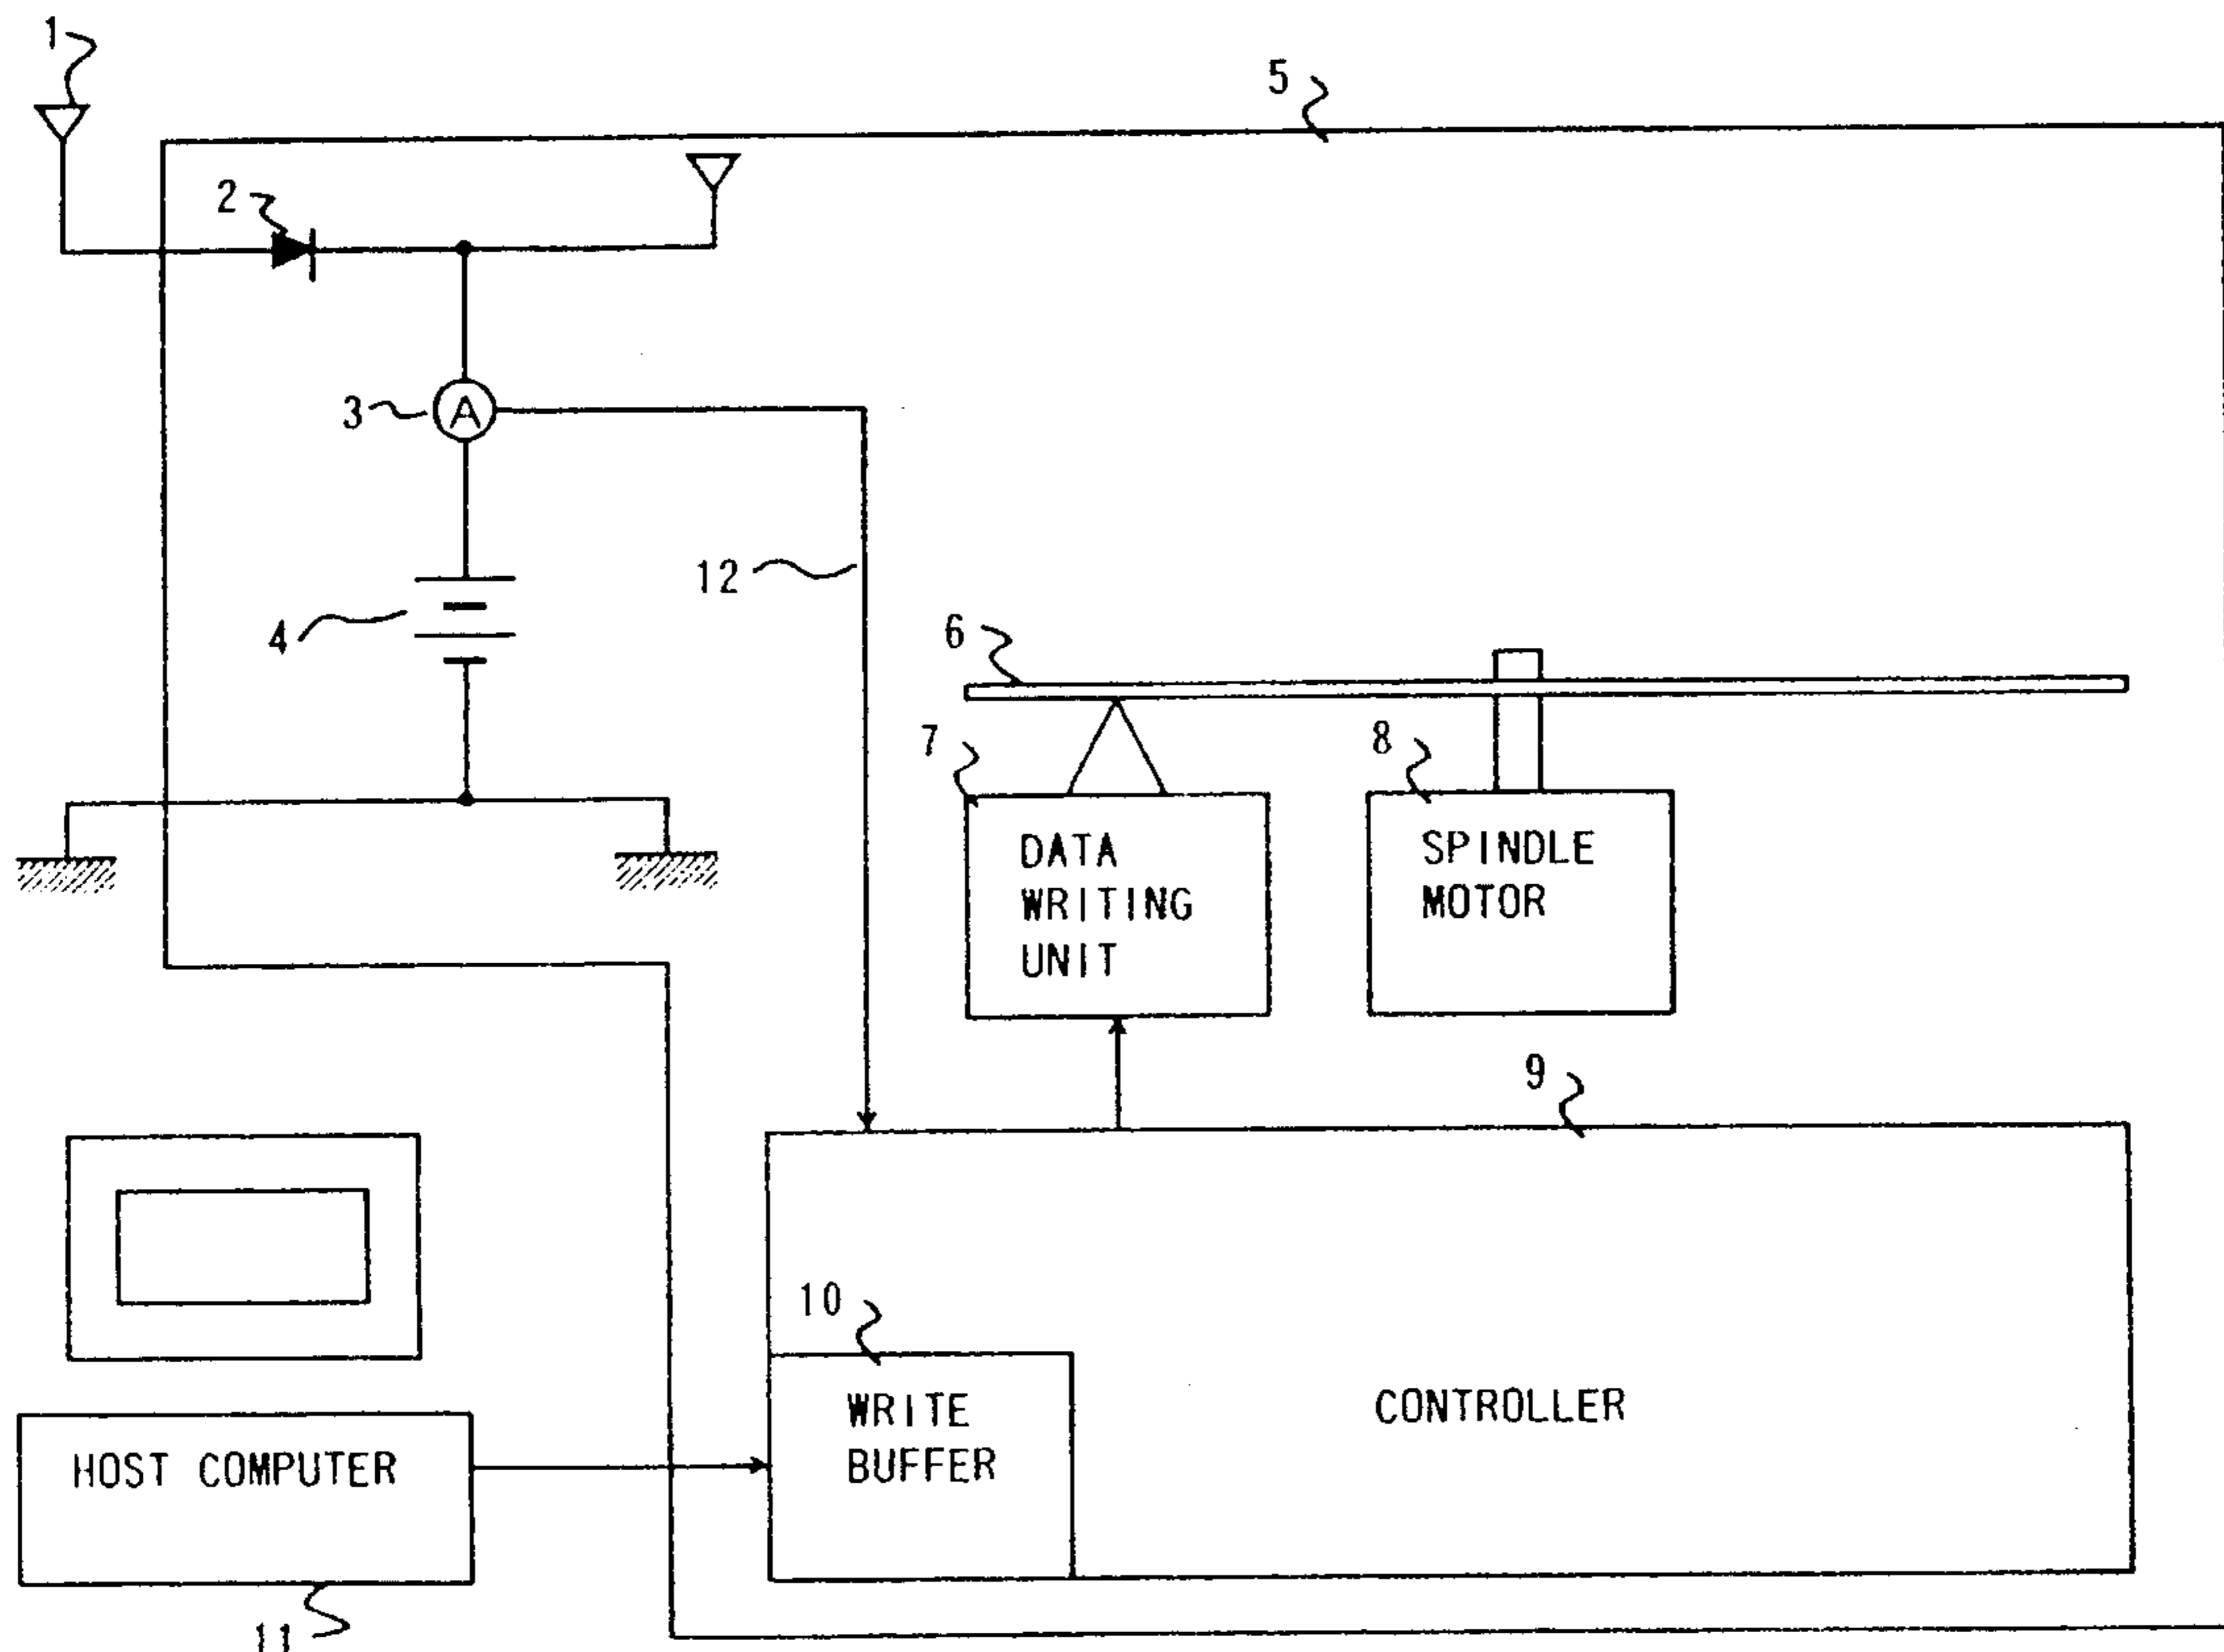 1
5
2
3
A
12
4
6
7
8
DATA
WRITING
UNIT
SPINDLE
MOTOR
9
10
WRITE
BUFFER
CONTROLLER
HOST COMPUTER
11